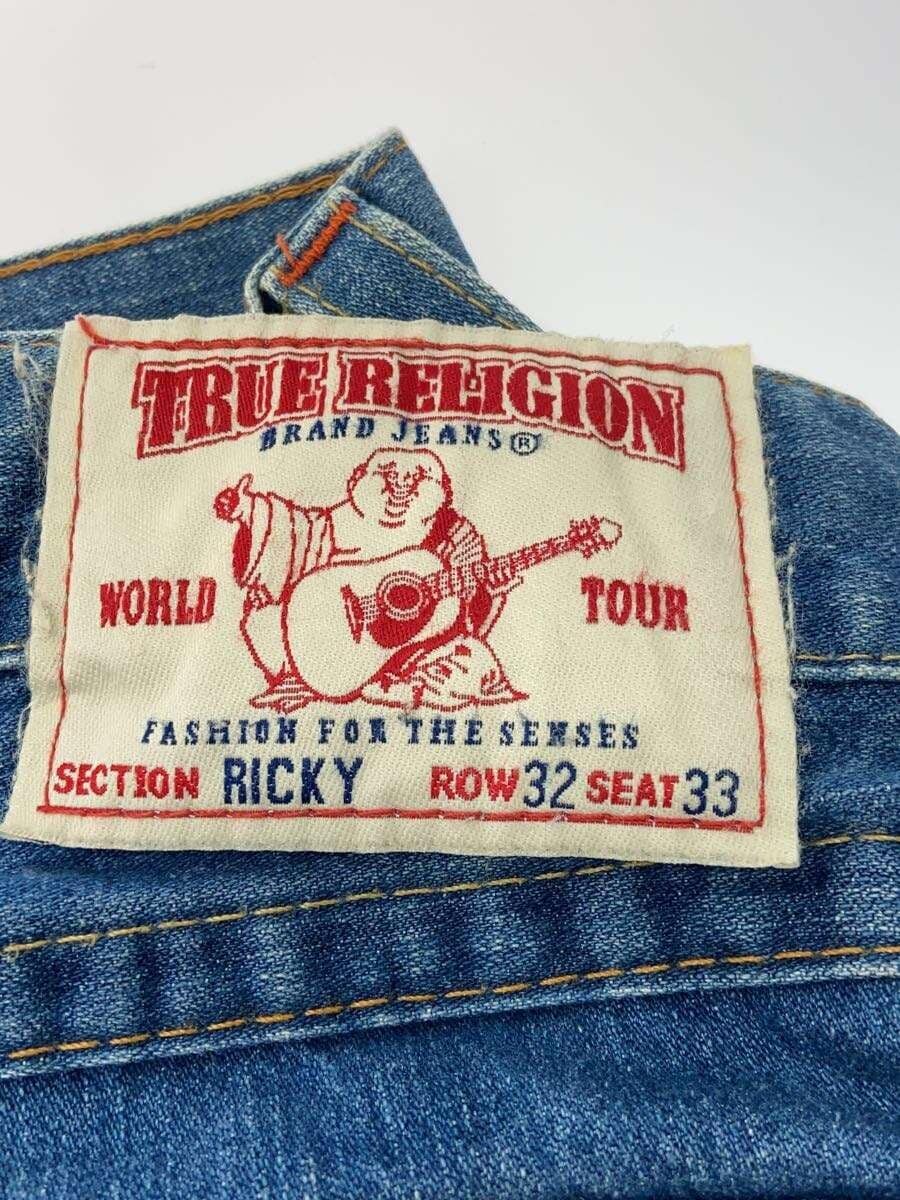 TRUE RELIGION
BRAND JEANS®
WORLD TOUR
FASHION FOR THE SENSES
SECTION RICKY ROW 32 SEAT 33